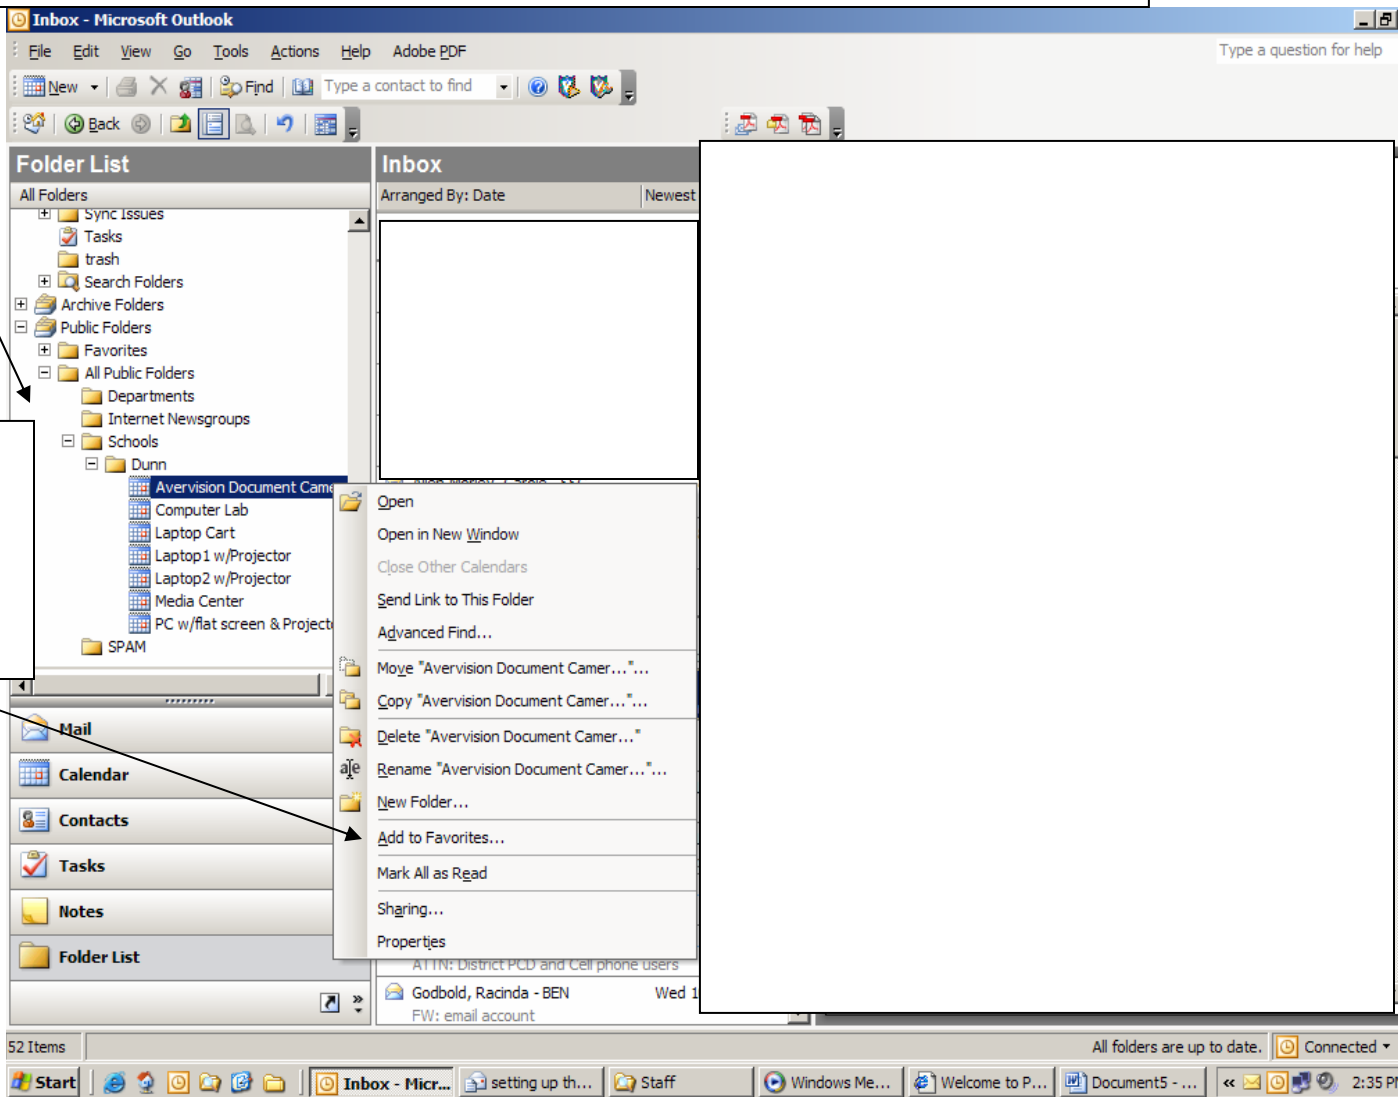 Inbox - Microsoft Outlook
File Edit View Go Tools Actions Help Adobe PDF Type a question for help
New Find Type a contact to find
Back
Folder List
All Folders
Sync Issues
Tasks
trash
Search Folders
Archive Folders
Public Folders
Favorites
All Public Folders
Departments
Internet Newsgroups
Schools
Dunn
Avervision Document Came
Computer Lab
Laptop Cart
Laptop1 w/Projector
Laptop2 w/Projector
Media Center
PC w/flat screen & Projecto
SPAM
Mail
Calendar
Contacts
Tasks
Notes
Folder List
Inbox
Arranged By: Date Newest
Open
Open in New Window
Close Other Calendars
Send Link to This Folder
Advanced Find...
Move "Avervision Document Camer..."...
Copy "Avervision Document Camer..."...
Delete "Avervision Document Camer..."
Rename "Avervision Document Camer..."...
New Folder...
Add to Favorites...
Mark All as Read
Sharing...
Properties
ATTN: District PCD and Cell phone users
Godbold, Racinda - BEN Wed 1
FW: email account
52 Items All folders are up to date. Connected
Start Inbox - Micr... setting up th... Staff Windows Me... Welcome to P... Document5 - ... 2:35 PM